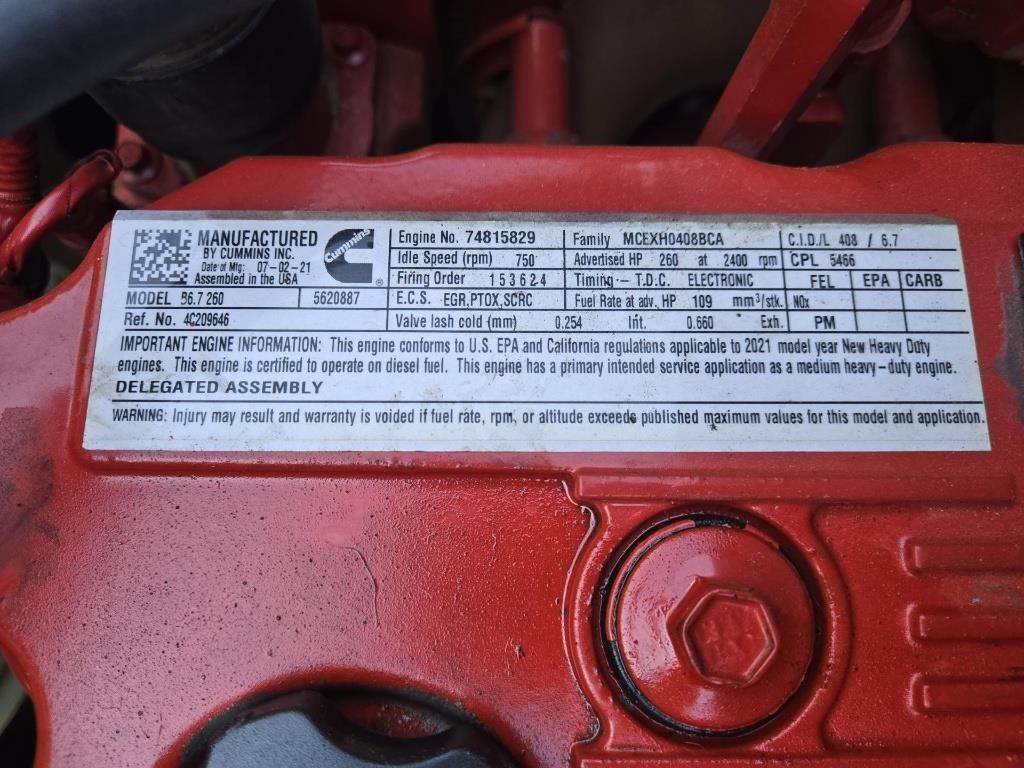 MANUFACTURED
BY CUMMINS INC.
Date of Mfg: 07-02-21
Assembled in the USA
Cummins
®
MODEL B6.7 260 5620887
Ref. No. 4C209646
Engine No. 74815829
Idle Speed (rpm) 750
Firing Order 1 5 3 6 2 4
E.C.S. EGR,PTOX,SCRC
Valve lash cold (mm) 0.254 Int. 0.660 Exh.
Family MCEXH0408BCA
Advertised HP 260 at 2400 rpm
Timing-T.D.C. ELECTRONIC
Fuel Rate at adv. HP 109 mm³/stk.
C.I.D./L 408 / 6.7
CPL 5466
FEL EPA CARB
NOx
PM
IMPORTANT ENGINE INFORMATION: This engine conforms to U.S. EPA and California regulations applicable to 2021 model year New Heavy Duty
engines. This engine is certified to operate on diesel fuel. This engine has a primary intended service application as a medium heavy-duty engine.
DELEGATED ASSEMBLY
WARNING: Injury may result and warranty is voided if fuel rate, rpm, or altitude exceeds published maximum values for this model and application.